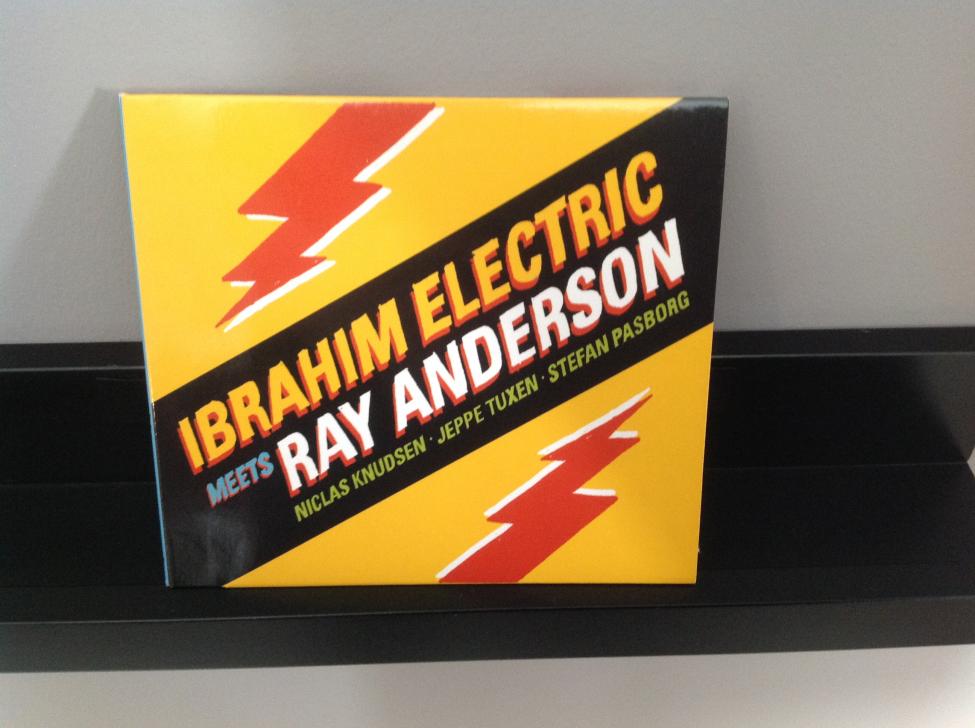 IBRAHIM ELECTRIC
MEETS RAY ANDERSON
NICLAS KNUDSEN · JEPPE TUXEN · STEFAN PASBORG